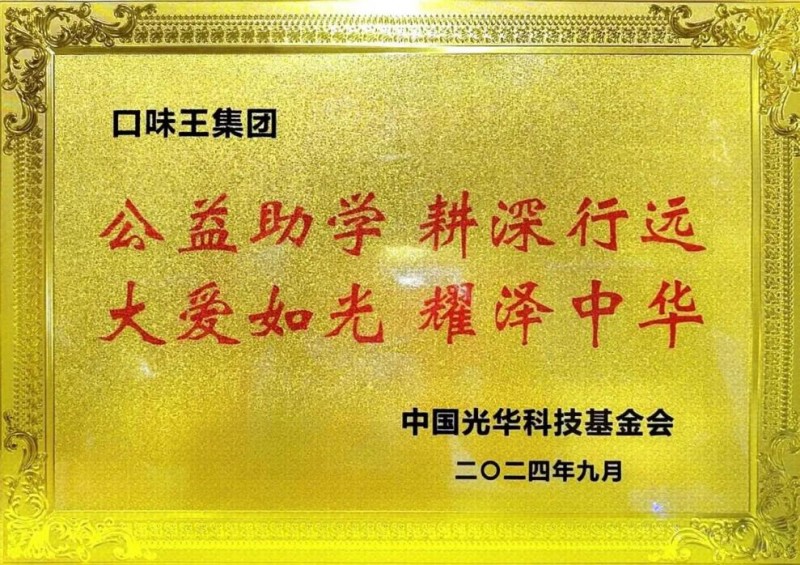 口味王集团
公益助学 耕深行远
大爱如光 耀泽中华
中国光华科技基金会
二〇二四年九月